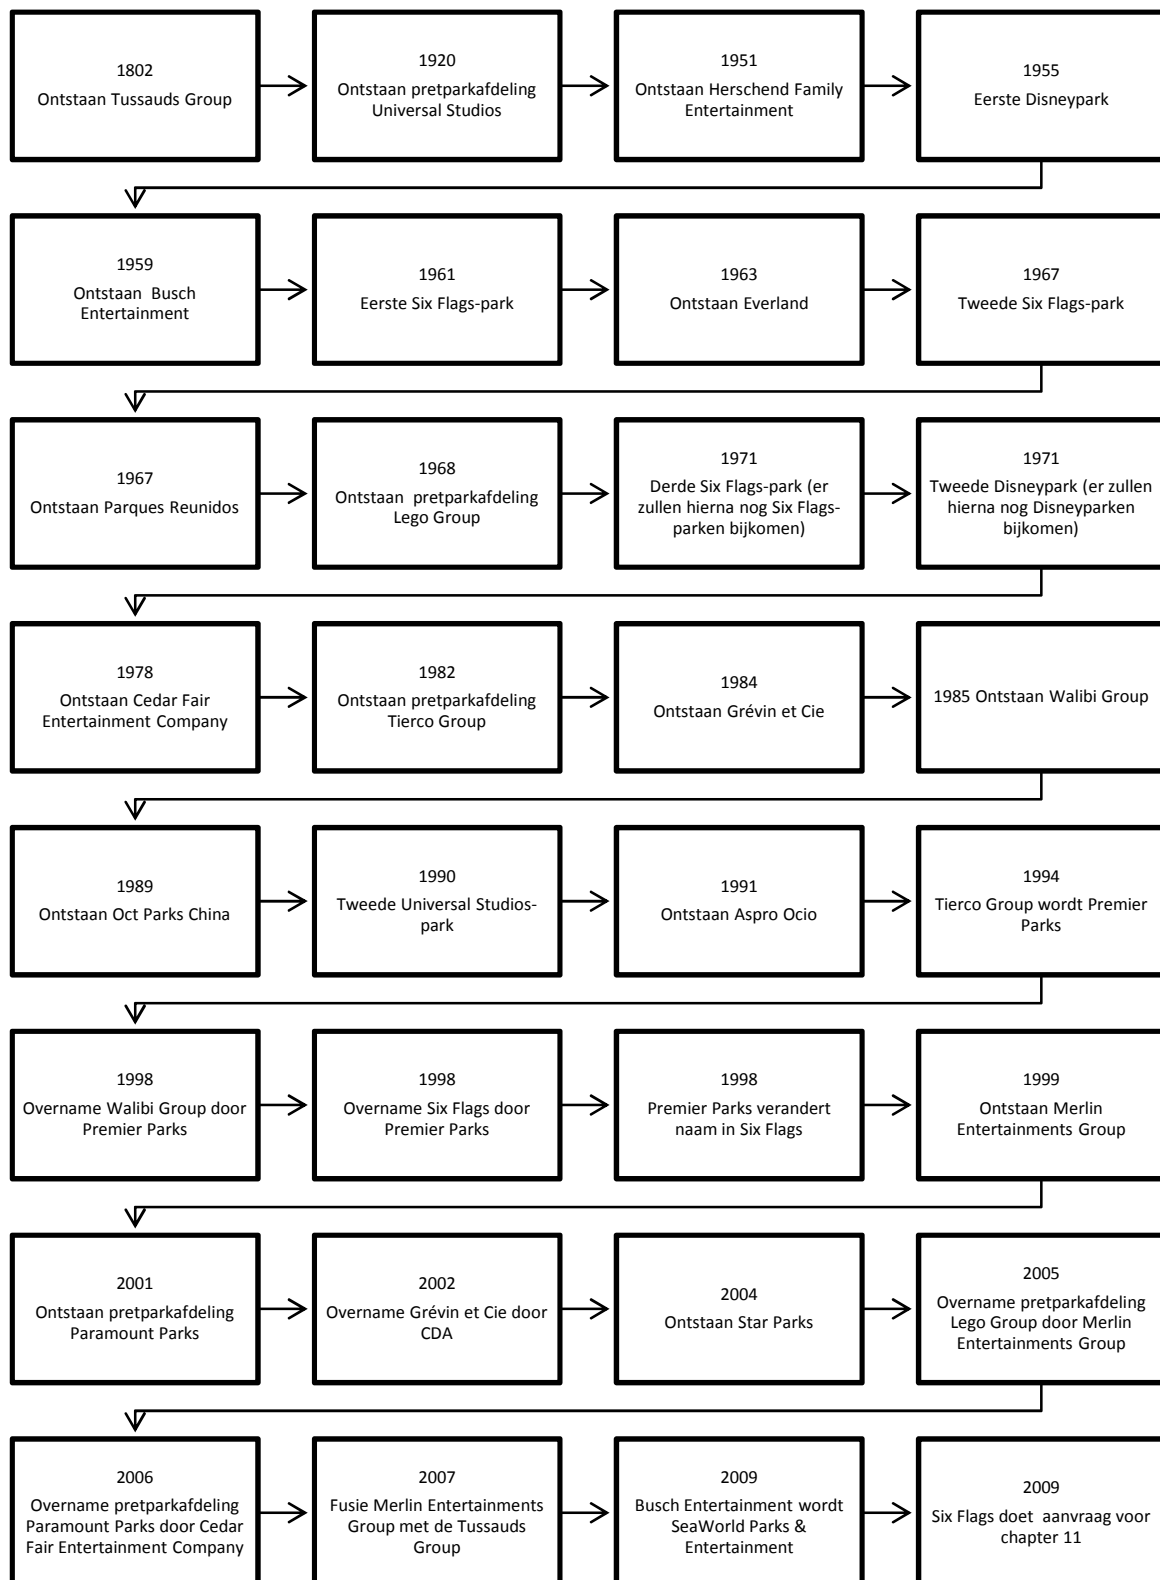 1802
Ontstaan Tussauds Group
1920
Ontstaan pretparkafdeling
Universal Studios
1951
Ontstaan Herschend Family
Entertainment
1955
Eerste Disneypark
1959
Ontstaan Busch
Entertainment
1961
Eerste Six Flags-park
1963
Ontstaan Everland
1967
Tweede Six Flags-park
1967
Ontstaan Parques Reunidos
1968
Ontstaan pretparkafdeling
Lego Group
1971
Derde Six Flags-park (er
zullen hierna nog Six Flags-
parken bijkomen)
1971
Tweede Disneypark (er zullen
hierna nog Disneyparken
bijkomen)
1978
Ontstaan Cedar Fair
Entertainment Company
1982
Ontstaan pretparkafdeling
Tierco Group
1984
Ontstaan Grévin et Cie
1985 Ontstaan Walibi Group
1989
Ontstaan Oct Parks China
1990
Tweede Universal Studios-
park
1991
Ontstaan Aspro Ocio
1994
Tierco Group wordt Premier
Parks
1998
Overname Walibi Group door
Premier Parks
1998
Overname Six Flags door
Premier Parks
1998
Premier Parks verandert
naam in Six Flags
1999
Ontstaan Merlin
Entertainments Group
2001
Ontstaan pretparkafdeling
Paramount Parks
2002
Overname Grévin et Cie door
CDA
2004
Ontstaan Star Parks
2005
Overname pretparkafdeling
Lego Group door Merlin
Entertainments Group
2006
Overname pretparkafdeling
Paramount Parks door Cedar
Fair Entertainment Company
2007
Fusie Merlin Entertainments
Group met de Tussauds
Group
2009
Busch Entertainment wordt
SeaWorld Parks &
Entertainment
2009
Six Flags doet aanvraag voor
chapter 11